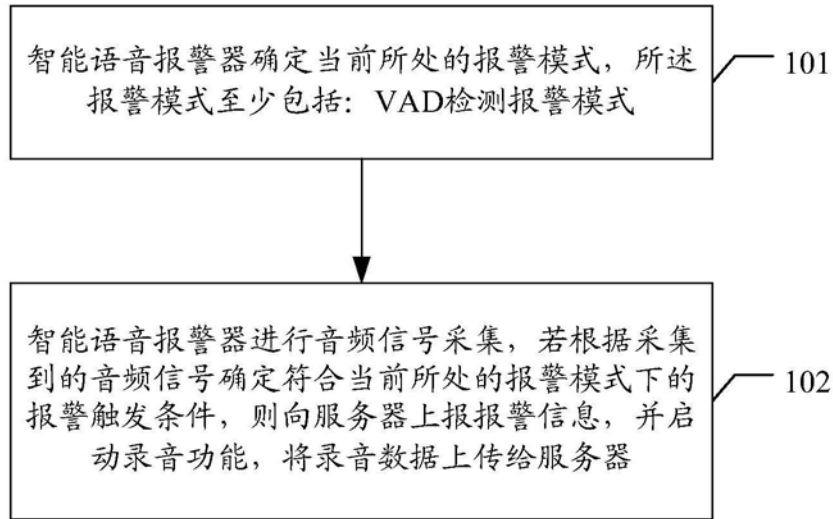 智能语音报警器确定当前所处的报警模式，所述
报警模式至少包括：VAD检测报警模式
101
智能语音报警器进行音频信号采集，若根据采集
到的音频信号确定符合当前所处的报警模式下的
报警触发条件，则向服务器上报报警信息，并启
动录音功能，将录音数据上传给服务器
102